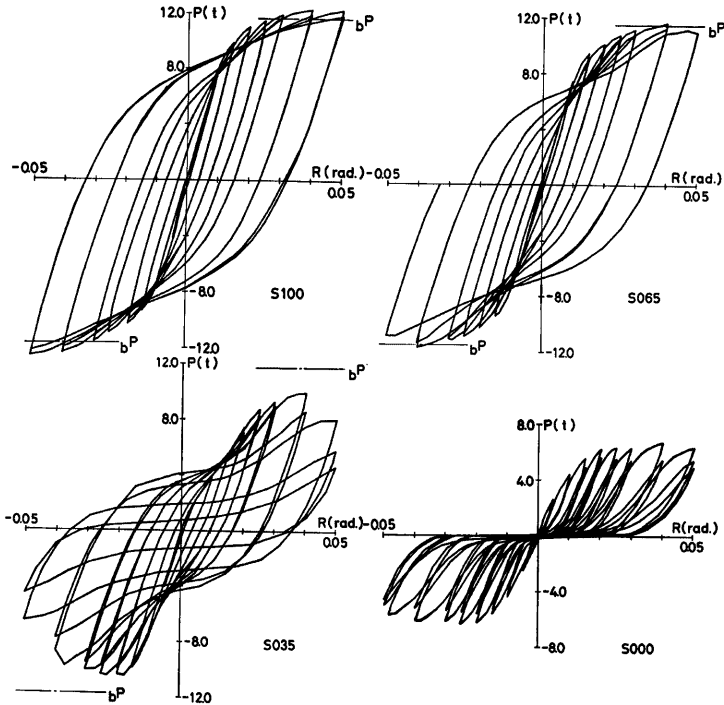 12.0 P(t)
bP
8.0
-0.05
R(rad.)
0.05
-8.0
S100
bP
-12.0
12.0 P(t)
bP
8.0
-0.05
R(rad.)
0.05
-8.0
S065
bP
-12.0
12.0 P(t)
bP
8.0
-0.05
R(rad.)
0.05
-8.0
S035
bP
-12.0
8.0 P(t)
4.0
-0.05
R(rad.)
0.05
-4.0
-8.0
S000